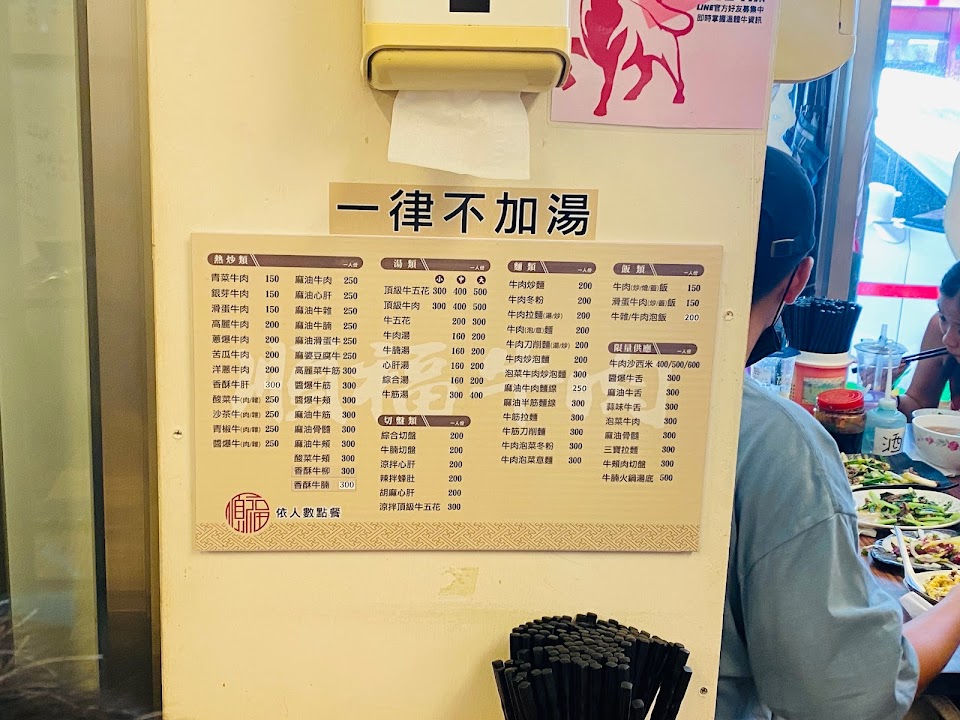 LINE官方好友募集中
即時掌握溫體牛資訊
一律不加湯
熱炒類 一人份
青菜牛肉 150
銀芽牛肉 150
滑蛋牛肉 150
高麗牛肉 200
蔥爆牛肉 200
苦瓜牛肉 200
洋蔥牛肉 200
香酥牛肝 300
酸菜牛(肉/雜) 250
沙茶牛(肉/雜) 250
青椒牛(肉/雜) 250
醬爆牛(肉/雜) 250
麻油牛肉 250
麻油心肝 250
麻油牛雜 250
麻油牛腩 250
麻油滑蛋牛 250
麻婆豆腐牛 250
高麗菜牛筋 300
醬爆牛筋 300
醬爆牛頰 300
麻油牛筋 300
麻油骨髓 300
麻油牛頰 300
酸菜牛頰 300
香酥牛柳 300
香酥牛腩 300
湯類 一人份
小 中 大
頂級牛五花 300 400 500
頂級牛肉 300 400 500
牛五花 200 300
牛肉湯 160 200
牛腩湯 160 200
心肝湯 160 200
綜合湯 160 200
牛筋湯 300 400
切盤類 一人份
綜合切盤 200
牛腩切盤 200
涼拌心肝 200
辣拌蜂肚 200
胡麻心肝 200
涼拌頂級牛五花 300
麵類 一人份
牛肉炒麵 200
牛肉冬粉 200
牛肉拉麵(湯/炒) 200
牛肉(泡/意)麵 200
牛肉刀削麵(湯/炒) 200
牛肉炒泡麵 200
泡菜牛肉炒泡麵 300
麻油牛肉麵線 250
麻油半筋麵線 300
牛筋拉麵 300
牛筋刀削麵 300
牛肉泡菜冬粉 300
牛肉泡菜意麵 300
飯類 一人份
牛肉(炒/燴/蓋)飯 150
滑蛋牛肉(炒/蓋)飯 150
牛雜/牛肉泡飯 200
限量供應 一人份
牛肉沙西米 400/500/600
醬爆牛舌 300
麻油牛舌 300
蒜味牛舌 300
泡菜牛肉 300
麻油骨髓 300
三寶拉麵 300
牛頰肉切盤 300
牛腩火鍋湯底 500
順福牛肉
順福
依人數點餐
酒